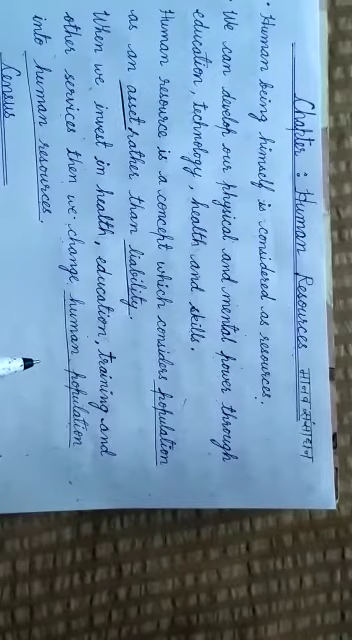 Chapter : Human Resources मानव संसाधन
• Human being himself is considered as resources.
• We can develop our physical and mental power through
education, technology, health and skills.
Human resource is a concept which considers population
as an asset rather than liability.
When we invest in health, education, training and
other services then we change human population
into human resources.
Census